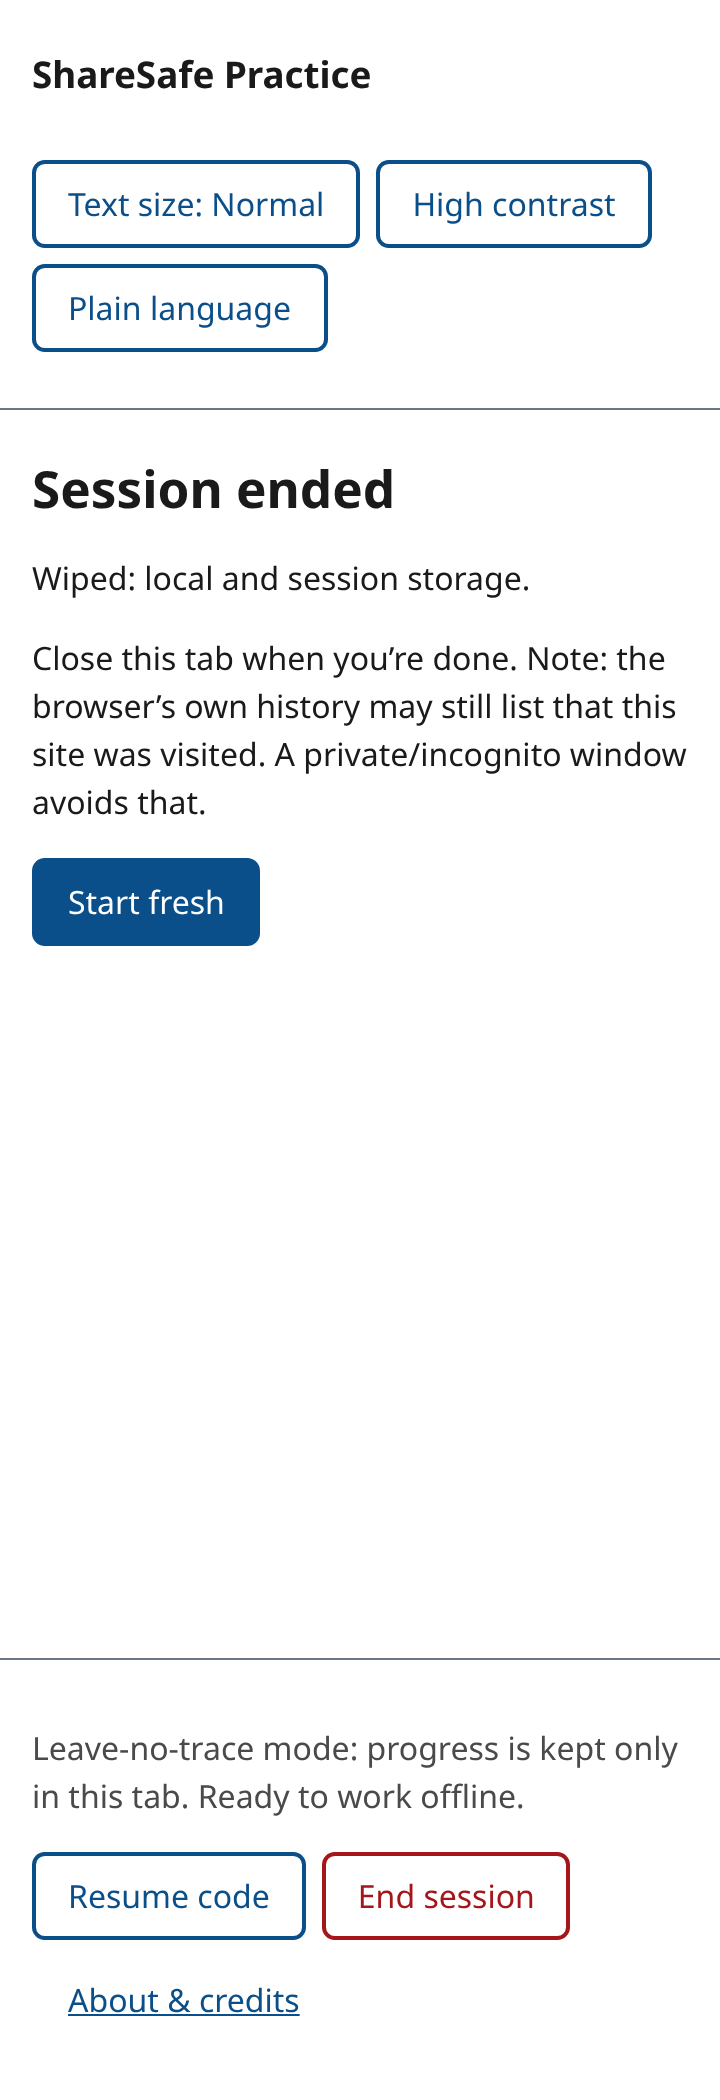 ShareSafe Practice
Text size: Normal
High contrast
Plain language
Session ended
Wiped: local and session storage.
Close this tab when you’re done. Note: the
browser’s own history may still list that this
site was visited. A private/incognito window
avoids that.
Start fresh
Leave-no-trace mode: progress is kept only
in this tab. Ready to work offline.
Resume code
End session
About & credits